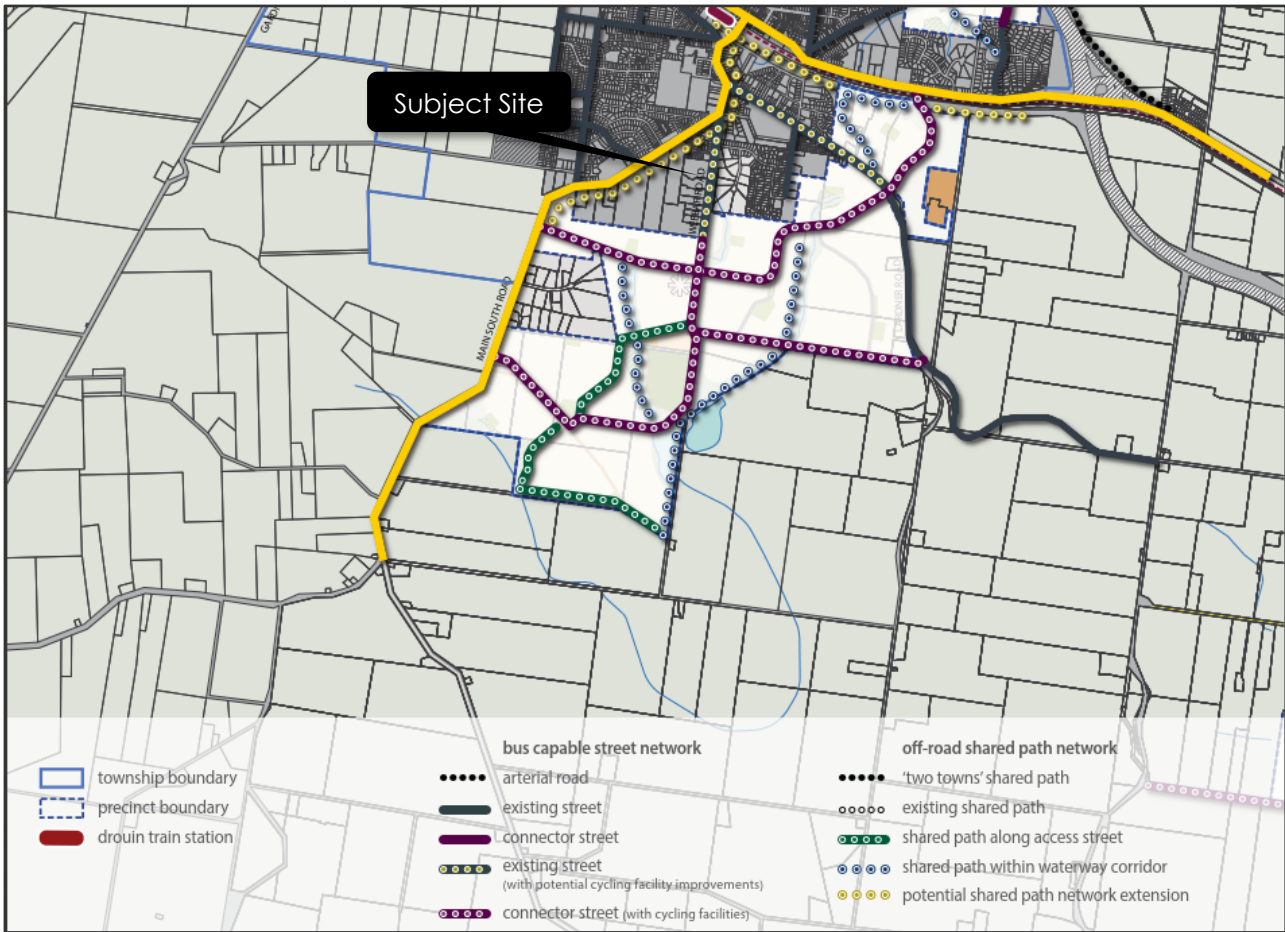 Subject Site
MAIN SOUTH ROAD
bus capable street network
off-road shared path network
township boundary
precinct boundary
drouin train station
arterial road
existing street
connector street
existing street
(with potential cycling facility improvements)
connector street (with cycling facilities)
'two towns' shared path
existing shared path
shared path along access street
shared path within waterway corridor
potential shared path network extension